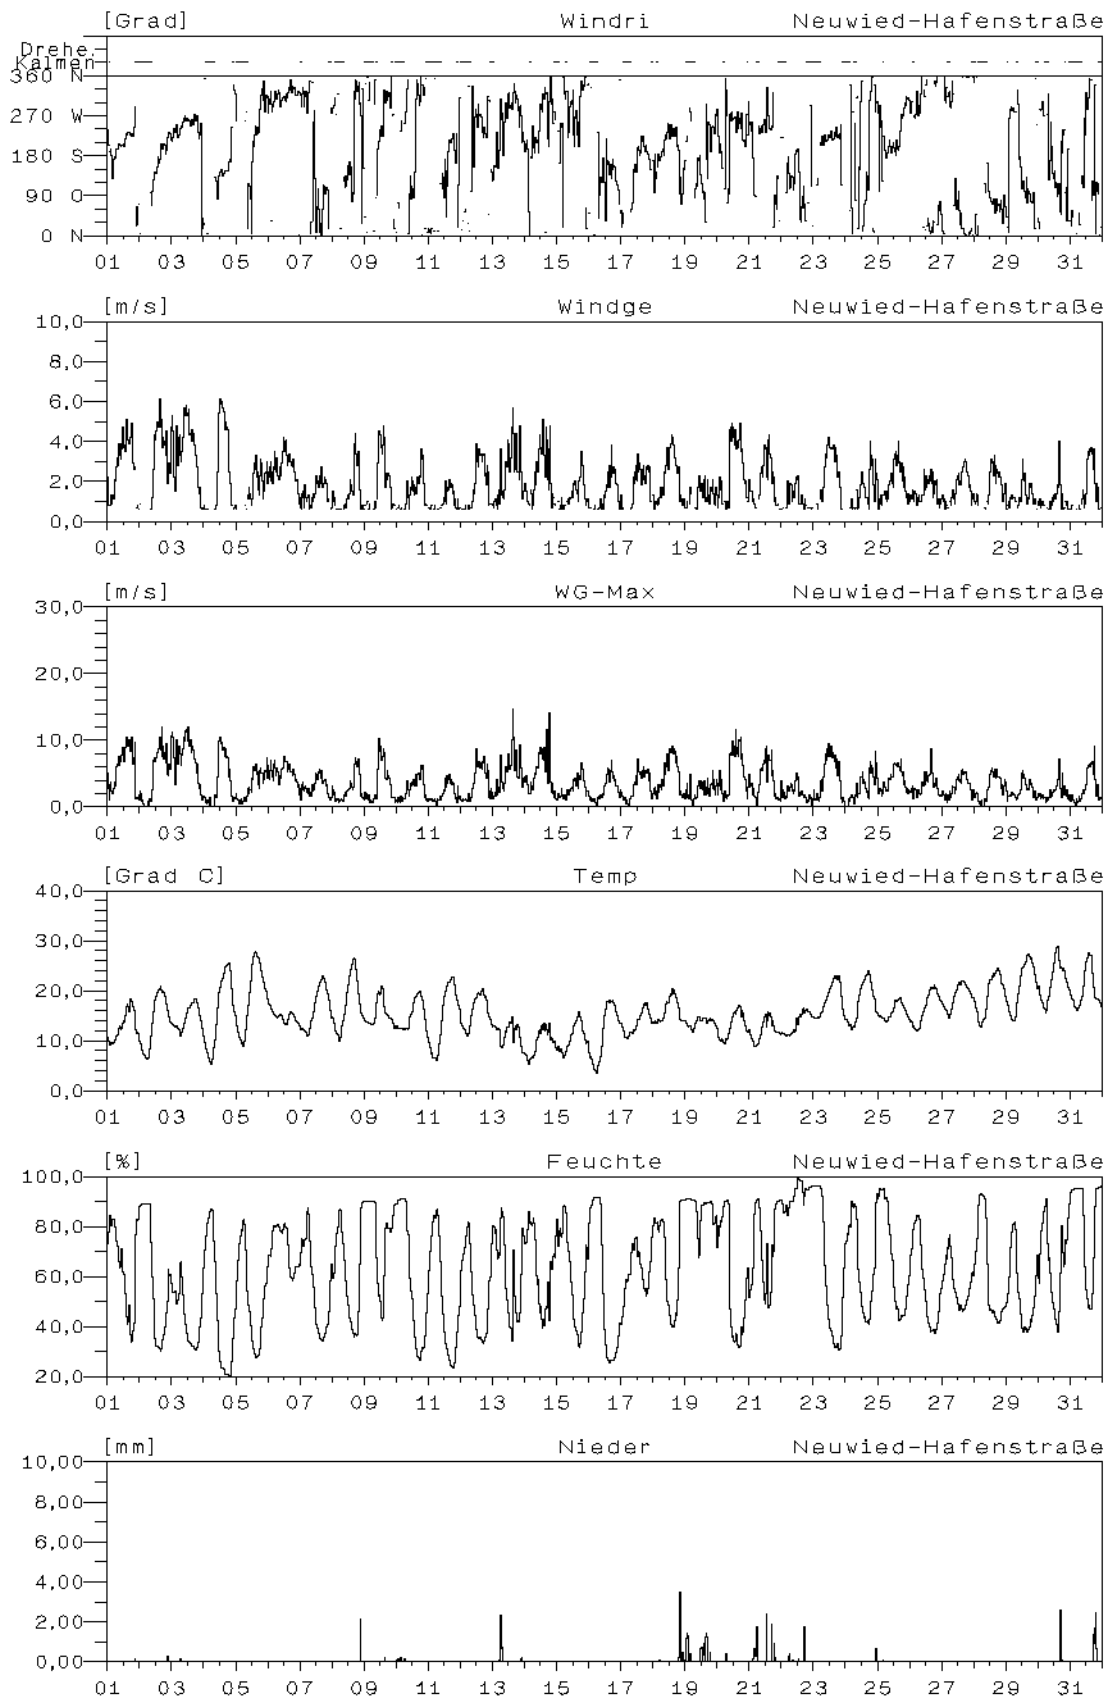 [Grad] Windri Neuwied-Hafenstraße
Drehe.
Kalmen
360 N
270 W
180 S
90 O
0 N
01 03 05 07 09 11 13 15 17 19 21 23 25 27 29 31
[m/s] Windge Neuwied-Hafenstraße
10,0
8,0
6,0
4,0
2,0
0,0
01 03 05 07 09 11 13 15 17 19 21 23 25 27 29 31
[m/s] WG-Max Neuwied-Hafenstraße
30,0
20,0
10,0
0,0
01 03 05 07 09 11 13 15 17 19 21 23 25 27 29 31
[Grad C] Temp Neuwied-Hafenstraße
40,0
30,0
20,0
10,0
0,0
01 03 05 07 09 11 13 15 17 19 21 23 25 27 29 31
[%] Feuchte Neuwied-Hafenstraße
100,0
80,0
60,0
40,0
20,0
01 03 05 07 09 11 13 15 17 19 21 23 25 27 29 31
[mm] Nieder Neuwied-Hafenstraße
10,00
8,00
6,00
4,00
2,00
0,00
01 03 05 07 09 11 13 15 17 19 21 23 25 27 29 31